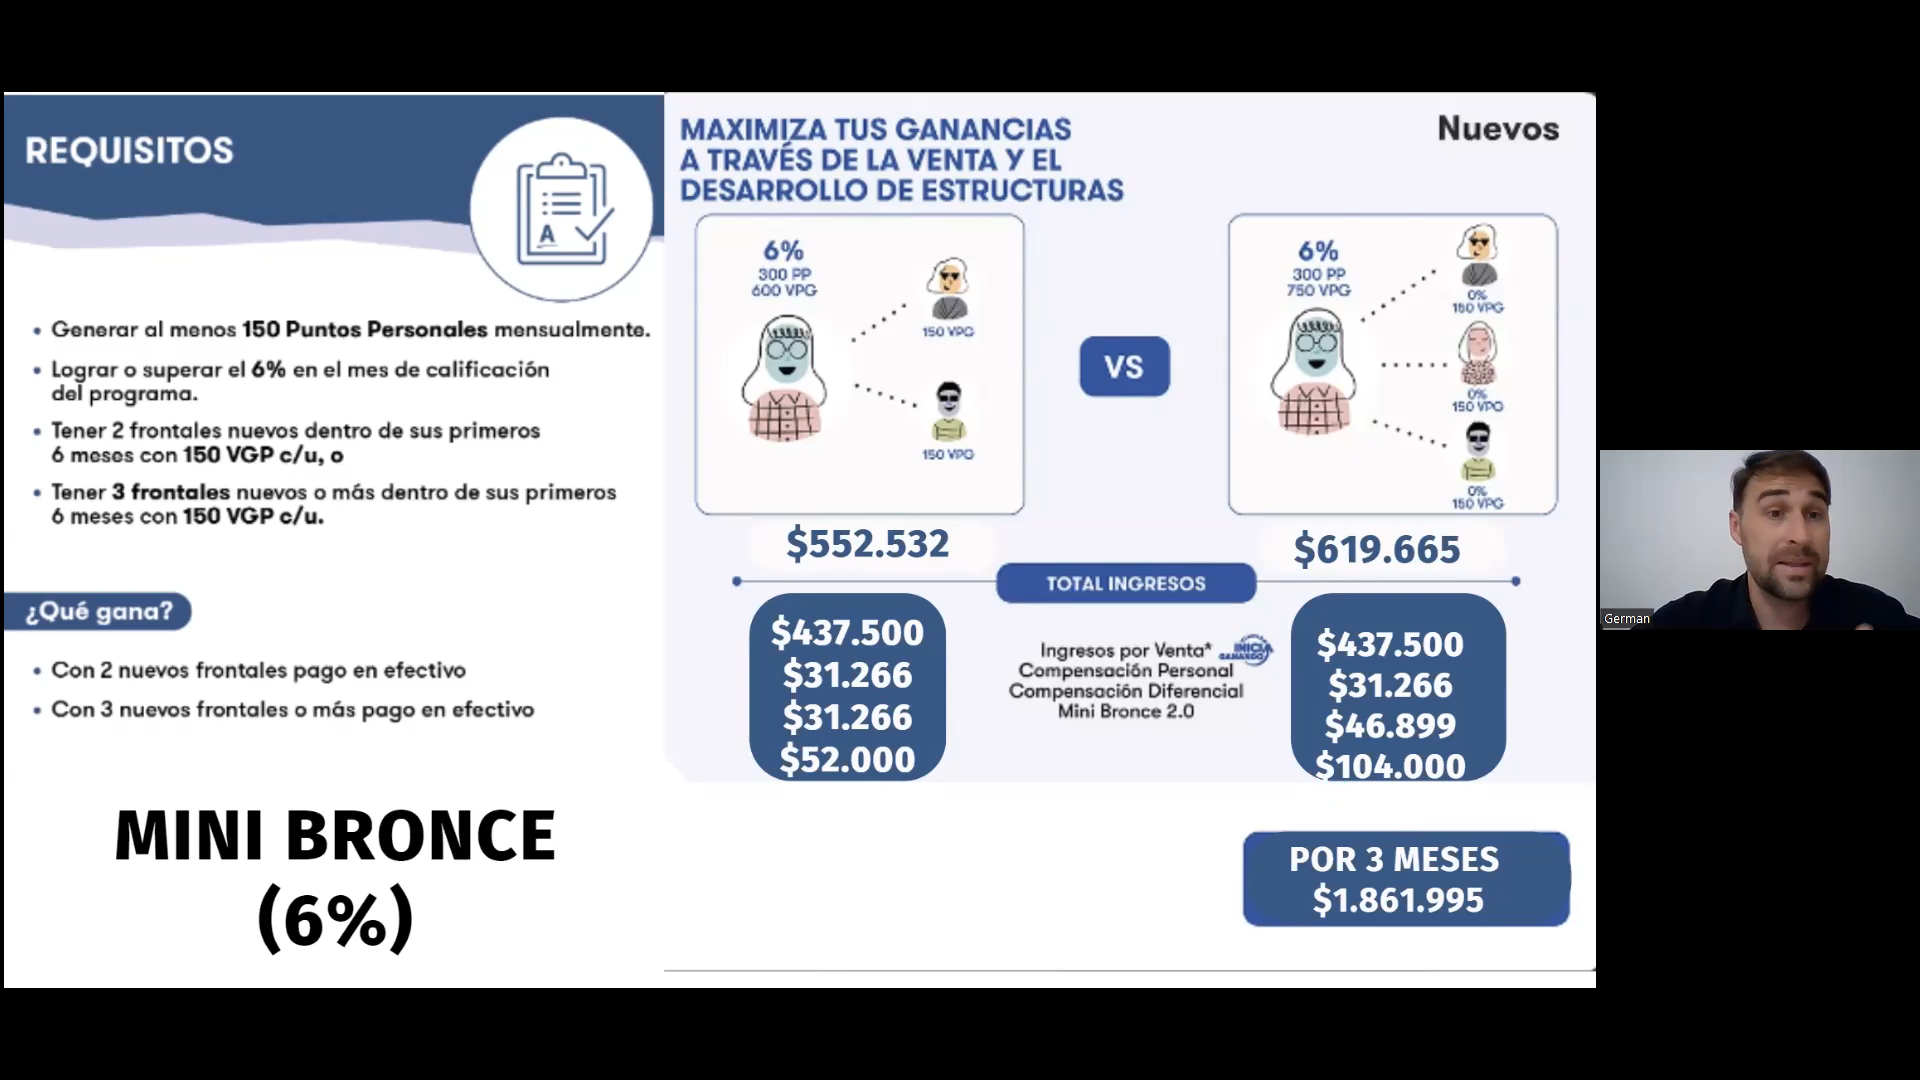 REQUISITOS
A
• Generar al menos 150 Puntos Personales mensualmente.
• Lograr o superar el 6% en el mes de calificación
del programa.
• Tener 2 frontales nuevos dentro de sus primeros
6 meses con 150 VGP c/u, o
• Tener 3 frontales nuevos o más dentro de sus primeros
6 meses con 150 VGP c/u.
¿Qué gana?
• Con 2 nuevos frontales pago en efectivo
• Con 3 nuevos frontales o más pago en efectivo
MINI BRONCE
(6%)
MAXIMIZA TUS GANANCIAS
A TRAVÉS DE LA VENTA Y EL
DESARROLLO DE ESTRUCTURAS
Nuevos
6%
300 PP
600 VPG
150 VPG
150 VPG
VS
6%
300 PP
750 VPG
0%
150 VPG
0%
150 VPG
0%
150 VPG
$552.532
$619.665
TOTAL INGRESOS
$437.500
$31.266
$31.266
$52.000
Ingresos por Venta*
INICIA
GANANDO
Compensación Personal
Compensación Diferencial
Mini Bronce 2.0
$437.500
$31.266
$46.899
$104.000
POR 3 MESES
$1.861.995
German